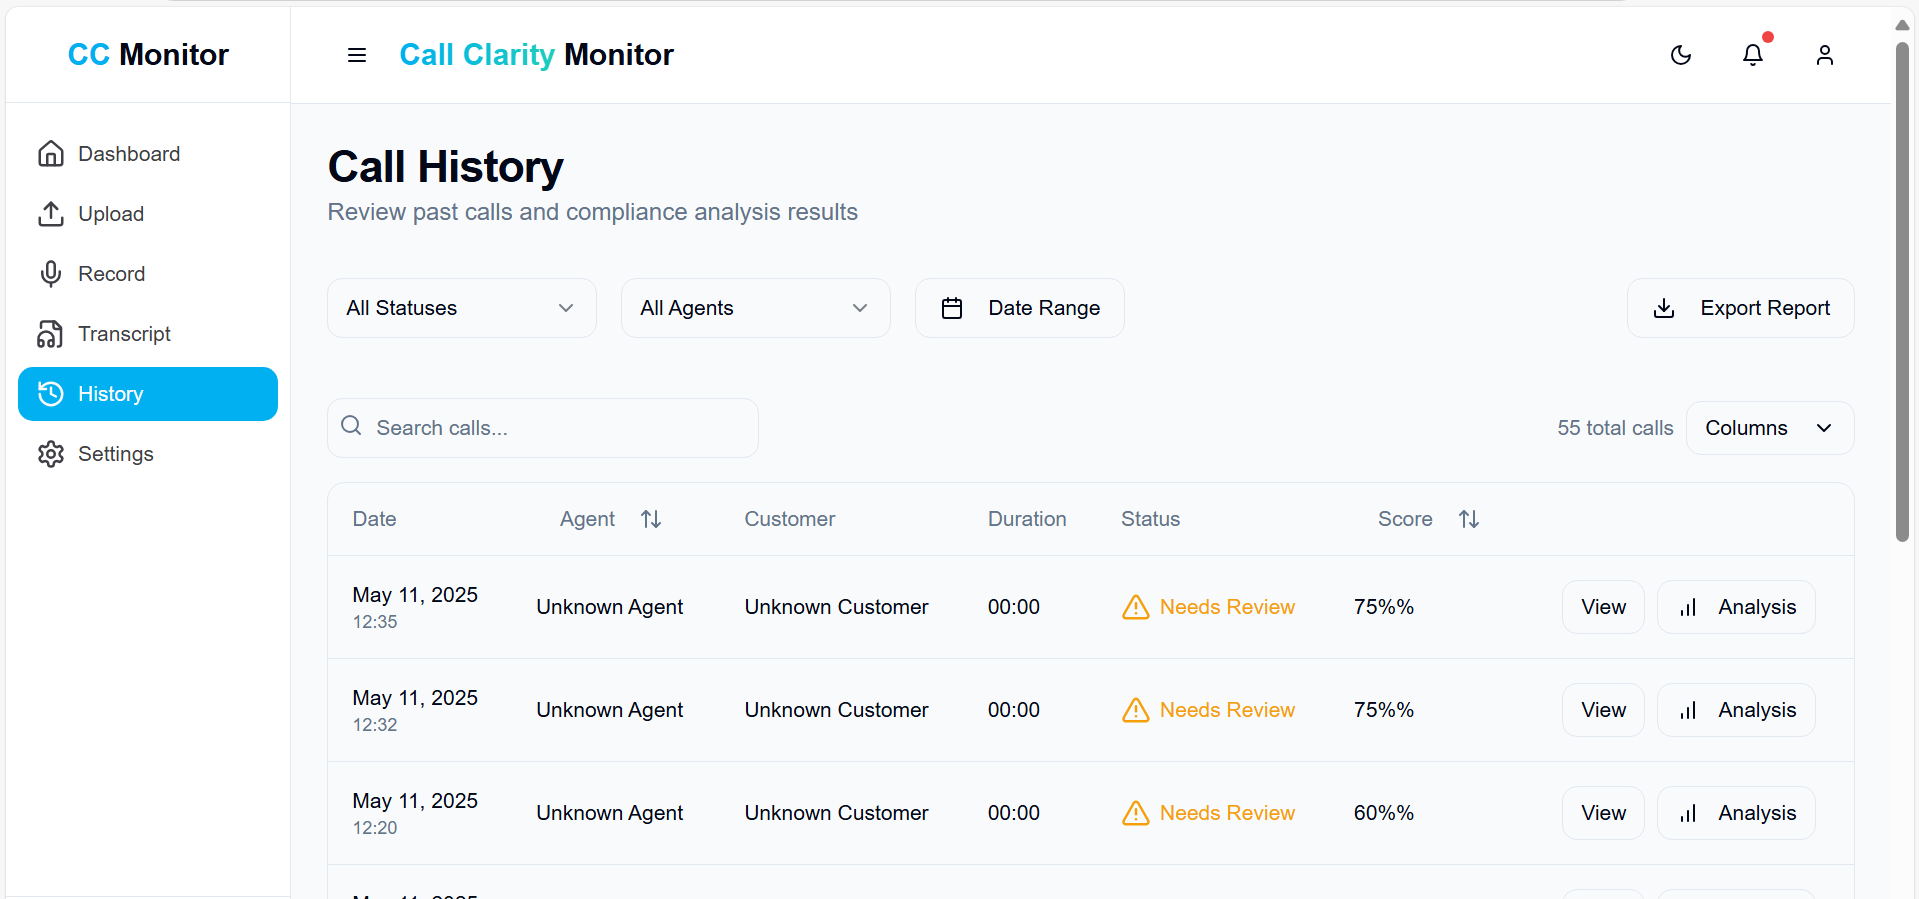 CC Monitor
Call Clarity Monitor
Dashboard
Upload
Record
Transcript
History
Settings
Call History
Review past calls and compliance analysis results
All Statuses
All Agents
Date Range
Export Report
Search calls...
55 total calls
Columns
Date Agent Customer Duration Status Score
May 11, 2025
12:35
Unknown Agent Unknown Customer 00:00 Needs Review 75%% View Analysis
May 11, 2025
12:32
Unknown Agent Unknown Customer 00:00 Needs Review 75%% View Analysis
May 11, 2025
12:20
Unknown Agent Unknown Customer 00:00 Needs Review 60%% View Analysis